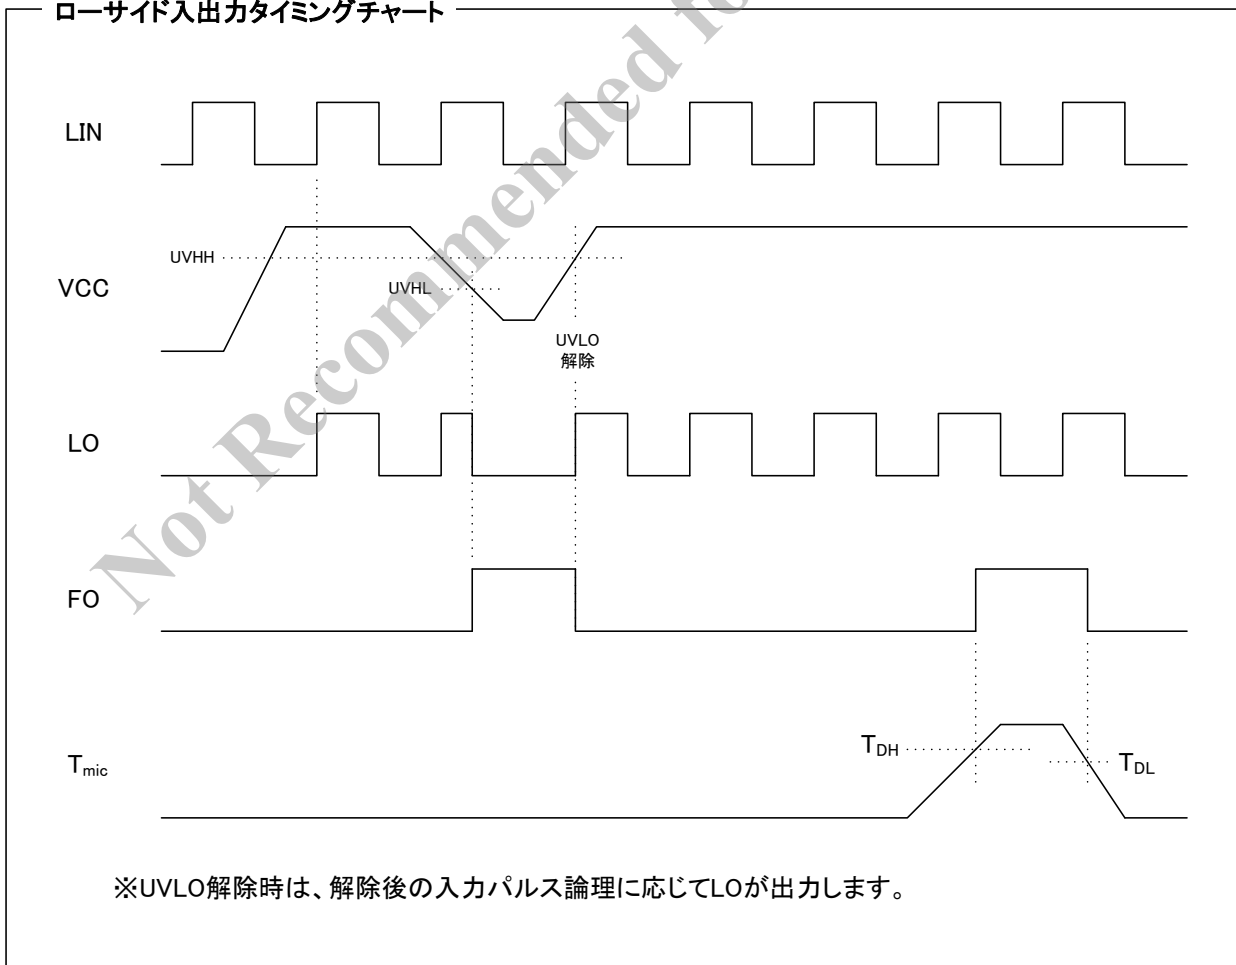 ローサイド入出力タイミングチャート
LIN
UVHH
VCC
UVHL
UVLO
解除
LO
FO
TDH
Tmic
TDL
※UVLO解除時は、解除後の入力パルス論理に応じてLOが出力します。
Not Recommended fo